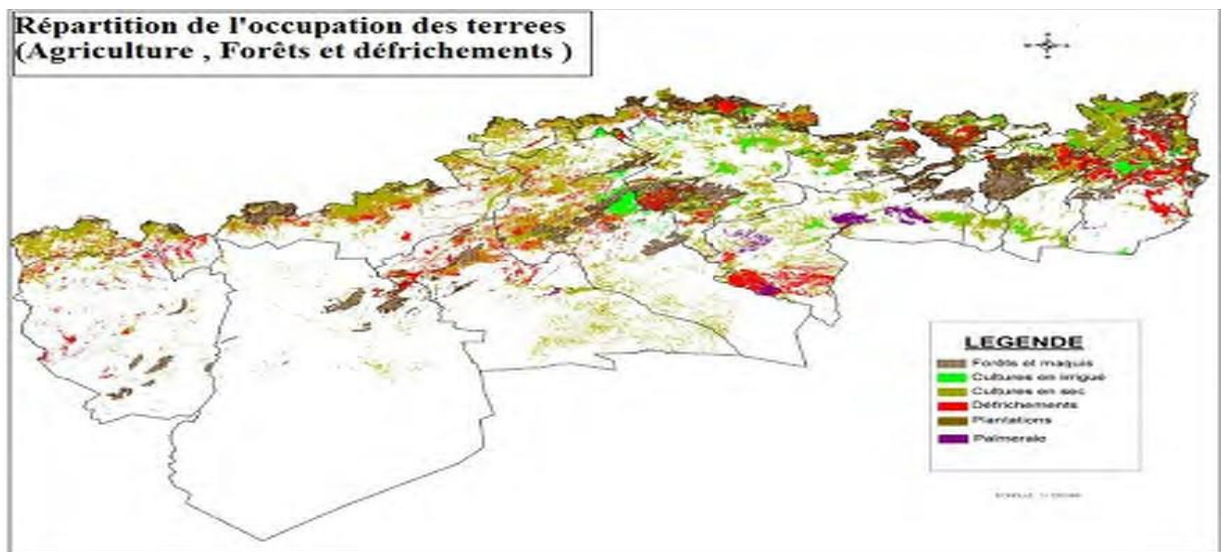 Répartition de l'occupation des terrees
(Agriculture , Forêts et défrichements )
LEGENDE
Forêts et maquis
Cultures en irrigué
Cultures en sec
Défrichements
Plantations
Palmeraie